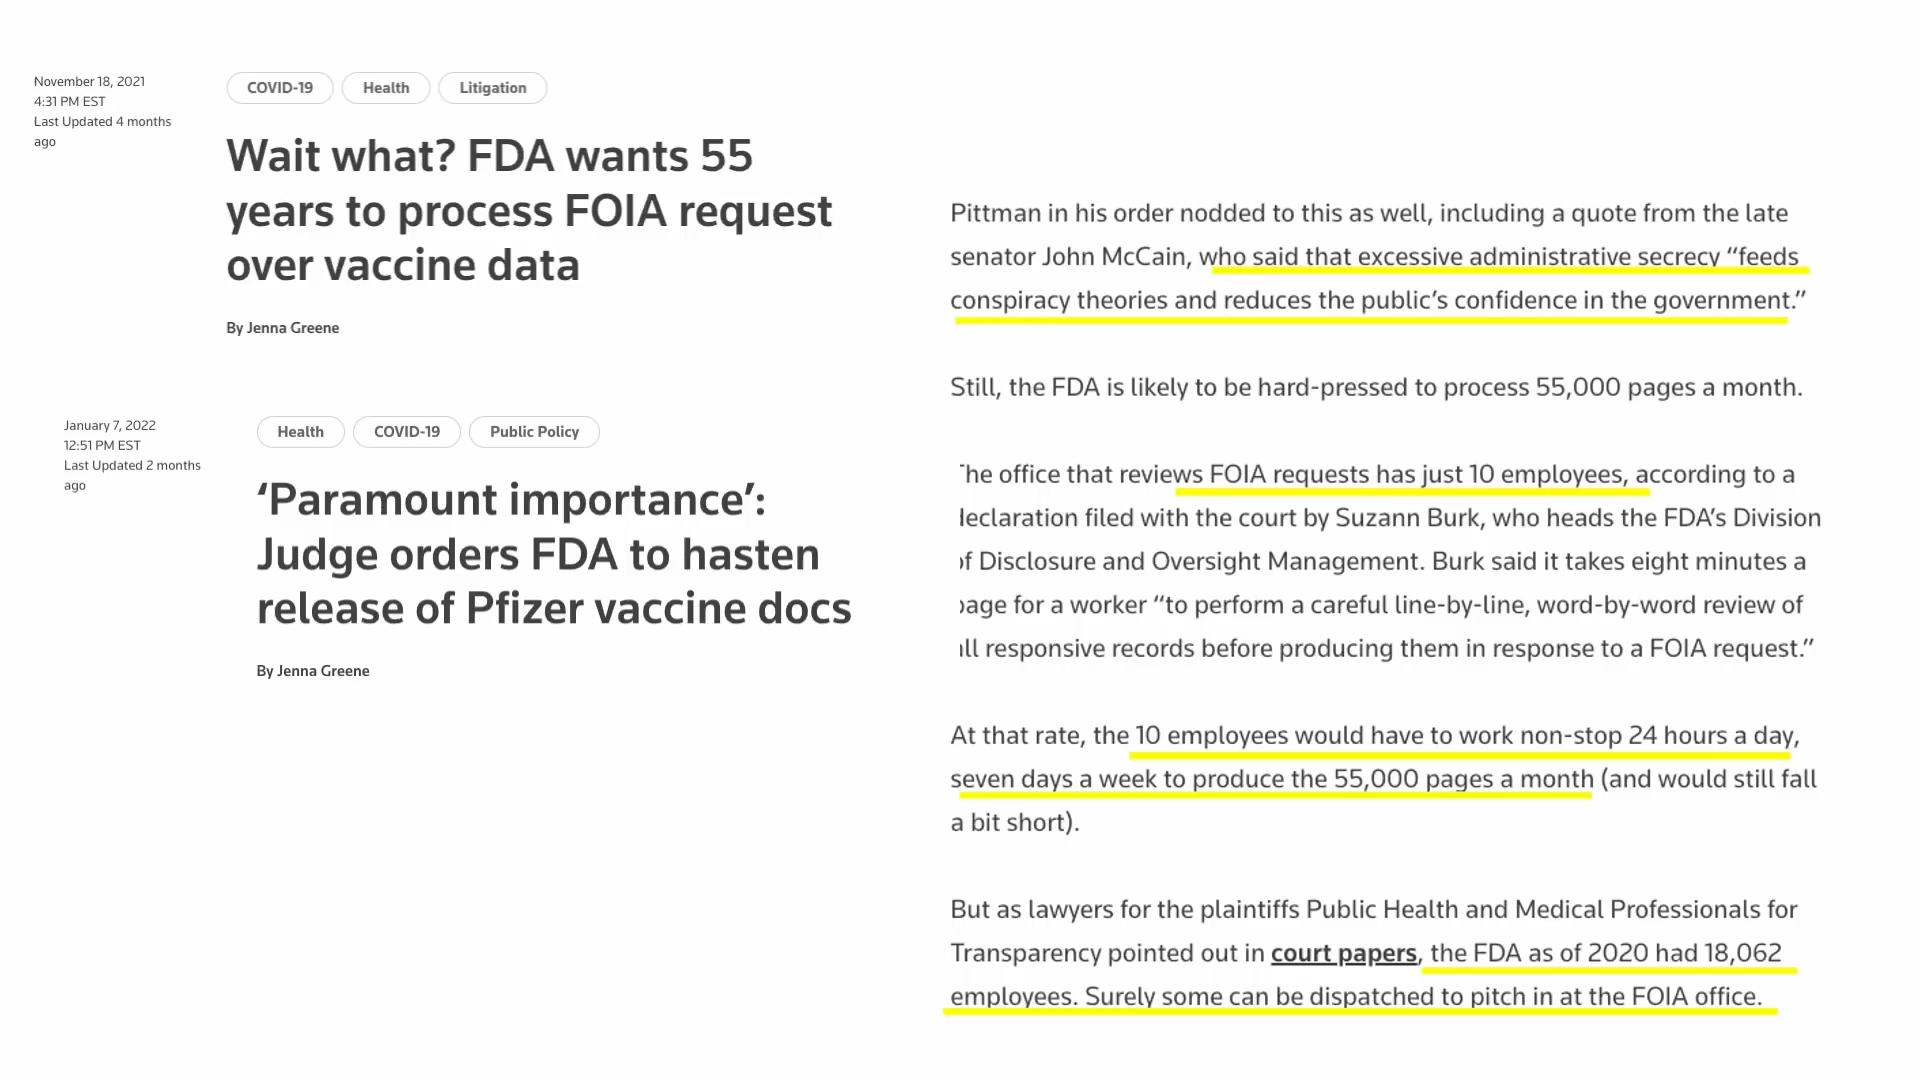 November 18, 2021
4:31 PM EST
Last Updated 4 months
ago
COVID-19 Health Litigation
Wait what? FDA wants 55
years to process FOIA request
over vaccine data
By Jenna Greene
January 7, 2022
12:51 PM EST
Last Updated 2 months
ago
Health COVID-19 Public Policy
‘Paramount importance’:
Judge orders FDA to hasten
release of Pfizer vaccine docs
By Jenna Greene
Pittman in his order nodded to this as well, including a quote from the late
senator John McCain, who said that excessive administrative secrecy “feeds
conspiracy theories and reduces the public’s confidence in the government.”
Still, the FDA is likely to be hard-pressed to process 55,000 pages a month.
The office that reviews FOIA requests has just 10 employees, according to a
declaration filed with the court by Suzann Burk, who heads the FDA’s Division
of Disclosure and Oversight Management. Burk said it takes eight minutes a
page for a worker “to perform a careful line-by-line, word-by-word review of
all responsive records before producing them in response to a FOIA request.”
At that rate, the 10 employees would have to work non-stop 24 hours a day,
seven days a week to produce the 55,000 pages a month (and would still fall
a bit short).
But as lawyers for the plaintiffs Public Health and Medical Professionals for
Transparency pointed out in court papers, the FDA as of 2020 had 18,062
employees. Surely some can be dispatched to pitch in at the FOIA office.